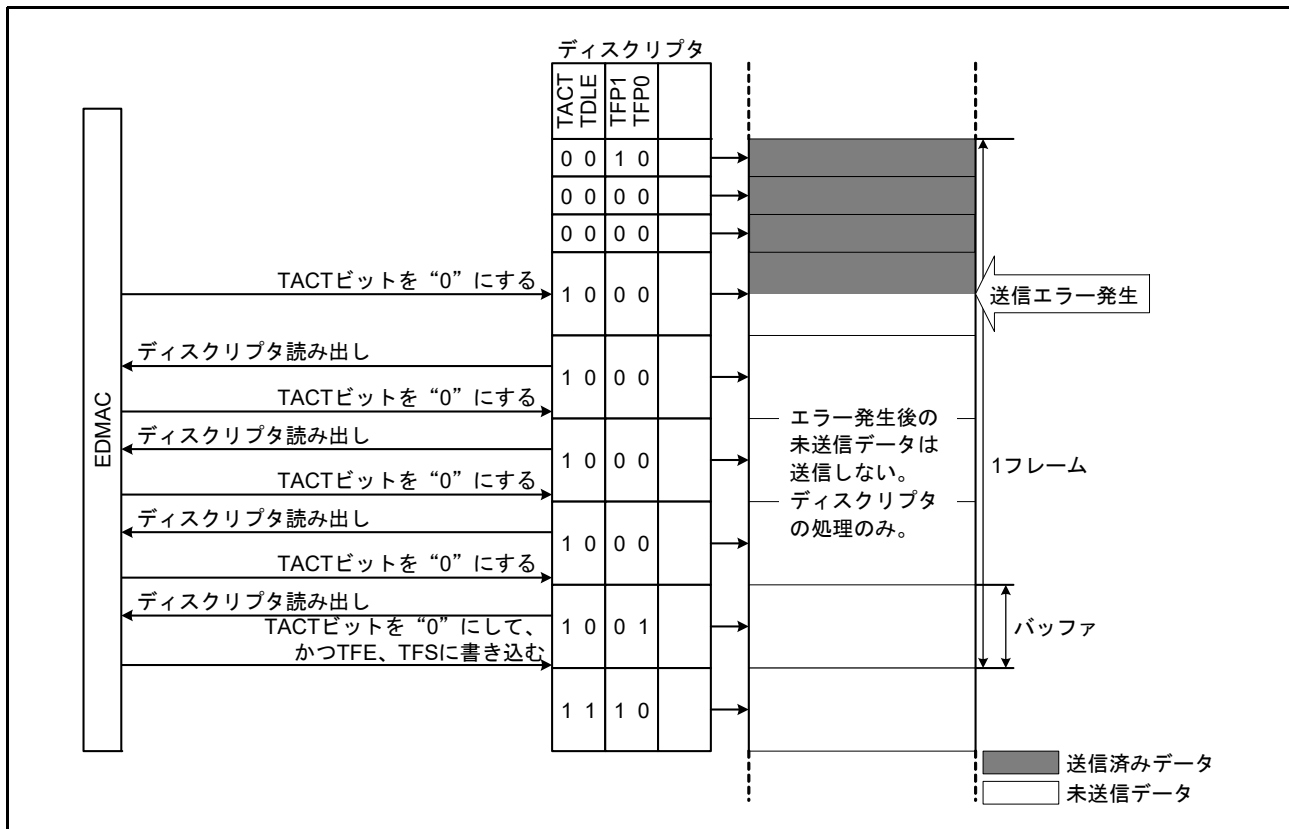 ディスクリプタ
TACT
TDLE
TFP1
TFP0
0 0 1 0
0 0 0 0
0 0 0 0
TACTビットを“0”にする
1 0 0 0
送信エラー発生
ディスクリプタ読み出し
1 0 0 0
TACTビットを“0”にする
ディスクリプタ読み出し
1 0 0 0
TACTビットを“0”にする
ディスクリプタ読み出し
1 0 0 0
TACTビットを“0”にする
ディスクリプタ読み出し
1 0 0 1
TACTビットを“0”にして、
かつTFE、TFSに書き込む
1 1 1 0
EDMAC
エラー発生後の
未送信データは
送信しない。
ディスクリプタ
の処理のみ。
1フレーム
バッファ
送信済みデータ
未送信データ